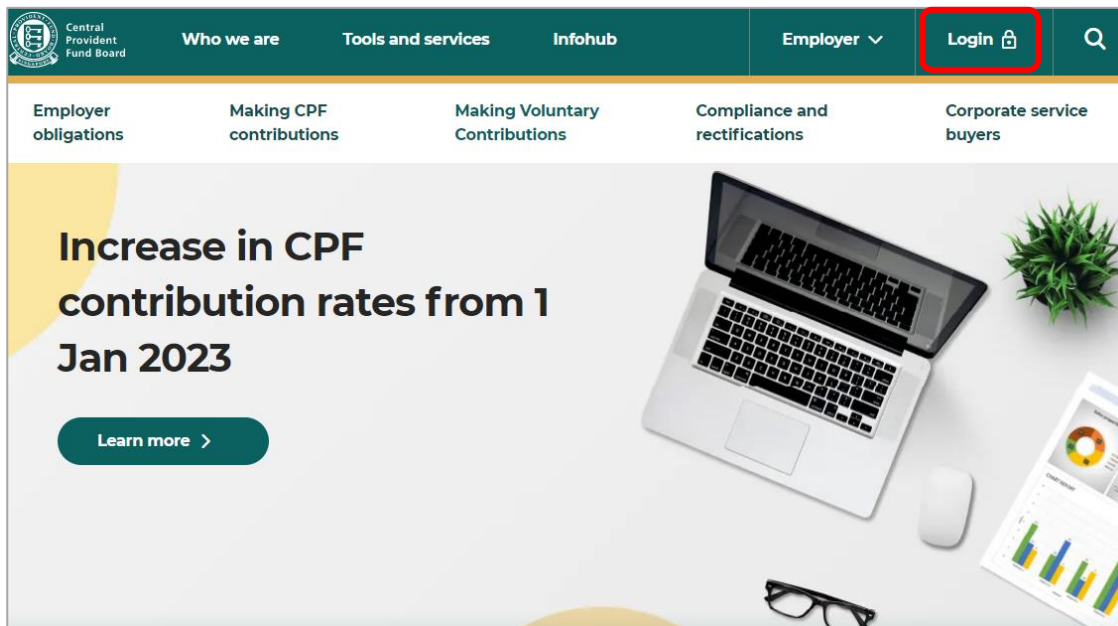 Central
Provident
Fund Board
Who we are
Tools and services
Infohub
Employer
Login
Employer
obligations
Making CPF
contributions
Making Voluntary
Contributions
Compliance and
rectifications
Corporate service
buyers
Increase in CPF
contribution rates from 1
Jan 2023
Learn more
CHART REPORT